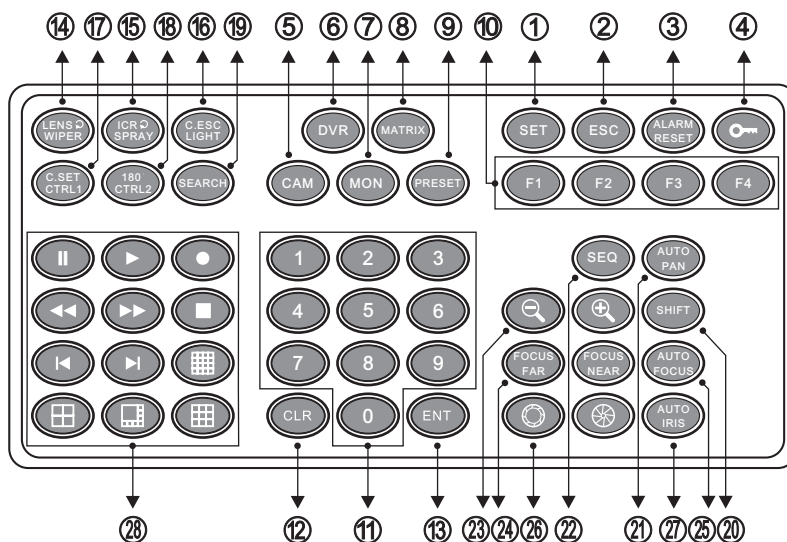 ⑭ ⑰ ⑮ ⑱ ⑯ ⑲ ⑤ ⑥ ⑦ ⑧ ⑨ ⑩ ① ② ③ ④
LENS WIPER
ICR SPRAY
C.ESC LIGHT
DVR
MATRIX
SET
ESC
ALARM RESET
C.SET CTRL1
180° CTRL2
SEARCH
CAM
MON
PRESET
F1
F2
F3
F4
1
2
3
SEQ
AUTO PAN
4
5
6
SHIFT
7
8
9
FOCUS FAR
FOCUS NEAR
AUTO FOCUS
CLR
0
ENT
AUTO IRIS
㉘ ⑫ ⑪ ⑬ ㉓ ㉔ ㉖ ㉒ ㉑ ㉗ ㉕ ⑳